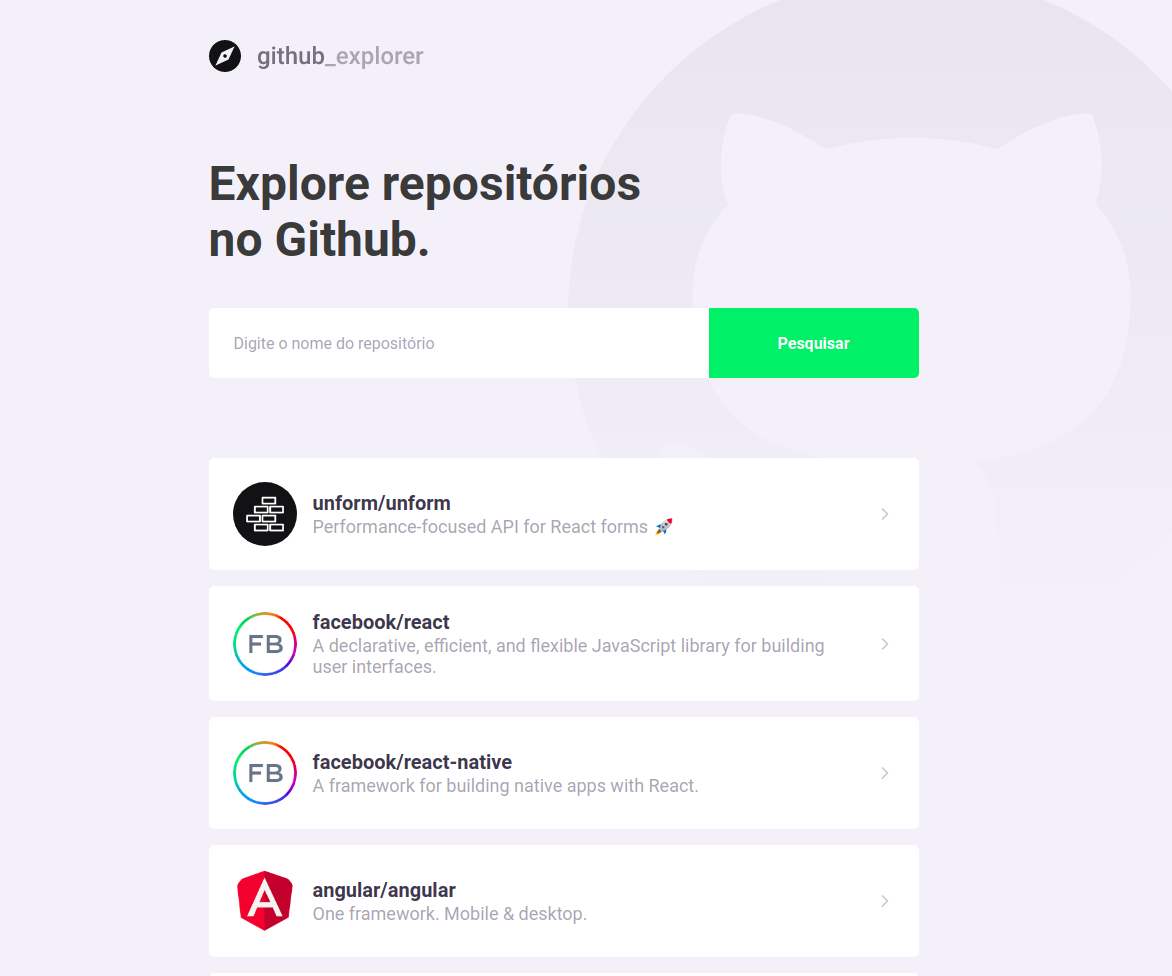 github_explorer
Explore repositórios
no Github.
Digite o nome do repositório
Pesquisar
unform/unform
Performance-focused API for React forms 🚀
FB
facebook/react
A declarative, efficient, and flexible JavaScript library for building
user interfaces.
FB
facebook/react-native
A framework for building native apps with React.
A
angular/angular
One framework. Mobile & desktop.